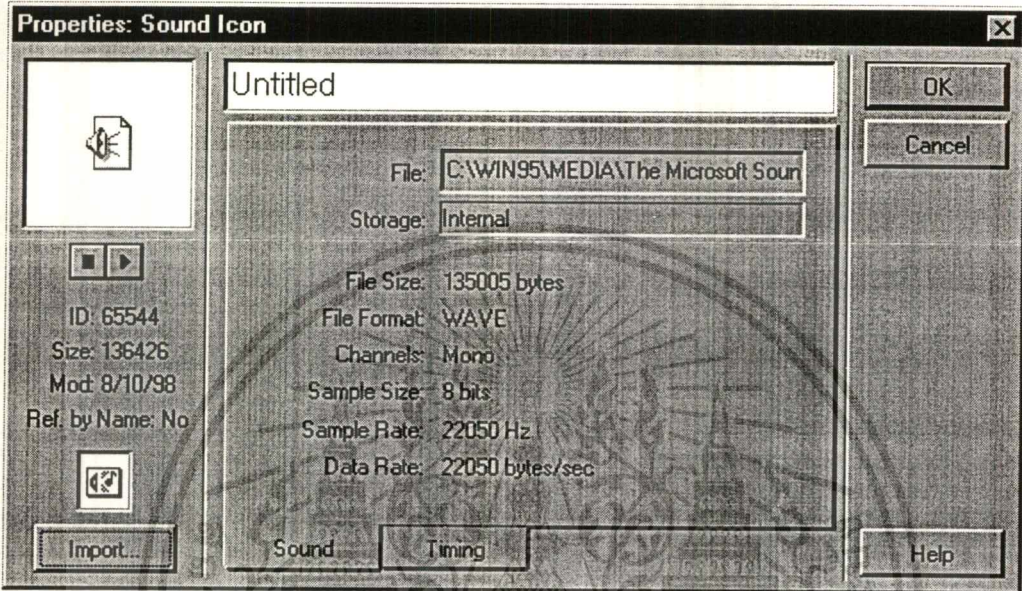 Properties: Sound Icon
Untitled
OK
Cancel
File: C:\WIN95\MEDIA\The Microsoft Soun
Storage: Internal
File Size: 135005 bytes
File Format: WAVE
Channels: Mono
Sample Size: 8 bits
Sample Rate: 22050 Hz
Data Rate: 22050 bytes/sec
ID: 65544
Size: 136426
Mod: 8/10/98
Ref. by Name: No
Import...
Sound
Timing
Help